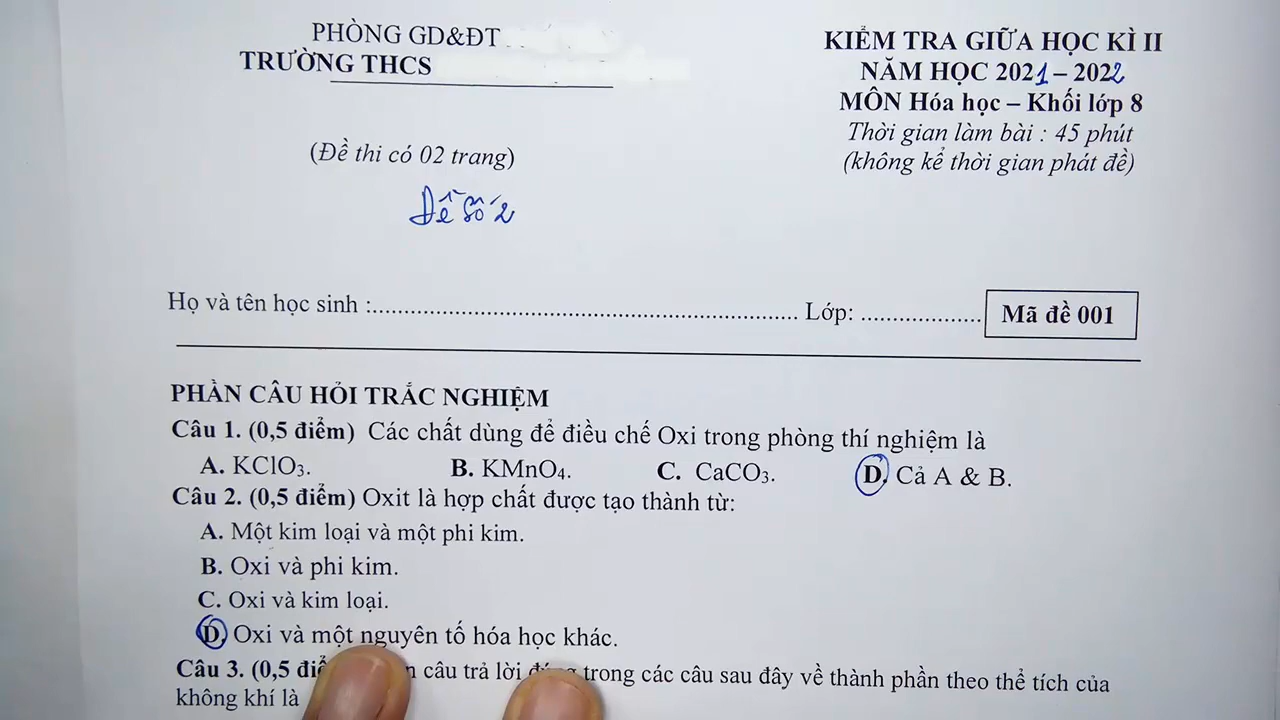 PHÒNG GD&ĐT
TRƯỜNG THCS
KIỂM TRA GIỮA HỌC KÌ II
NĂM HỌC 2021 – 2022
MÔN Hóa học – Khối lớp 8
Thời gian làm bài : 45 phút
(không kể thời gian phát đề)
(Đề thi có 02 trang)
Đề số 2
Họ và tên học sinh :.................................................................. Lớp: ...................
Mã đề 001
PHẦN CÂU HỎI TRẮC NGHIỆM
Câu 1. (0,5 điểm) Các chất dùng để điều chế Oxi trong phòng thí nghiệm là
A. KClO₃. B. KMnO₄. C. CaCO₃. D. Cả A & B.
Câu 2. (0,5 điểm) Oxit là hợp chất được tạo thành từ:
A. Một kim loại và một phi kim.
B. Oxi và phi kim.
C. Oxi và kim loại.
D. Oxi và một nguyên tố hóa học khác.
Câu 3. (0,5 câu trả lời trong các câu sau đây về thành phần theo thể tích của
không khí là